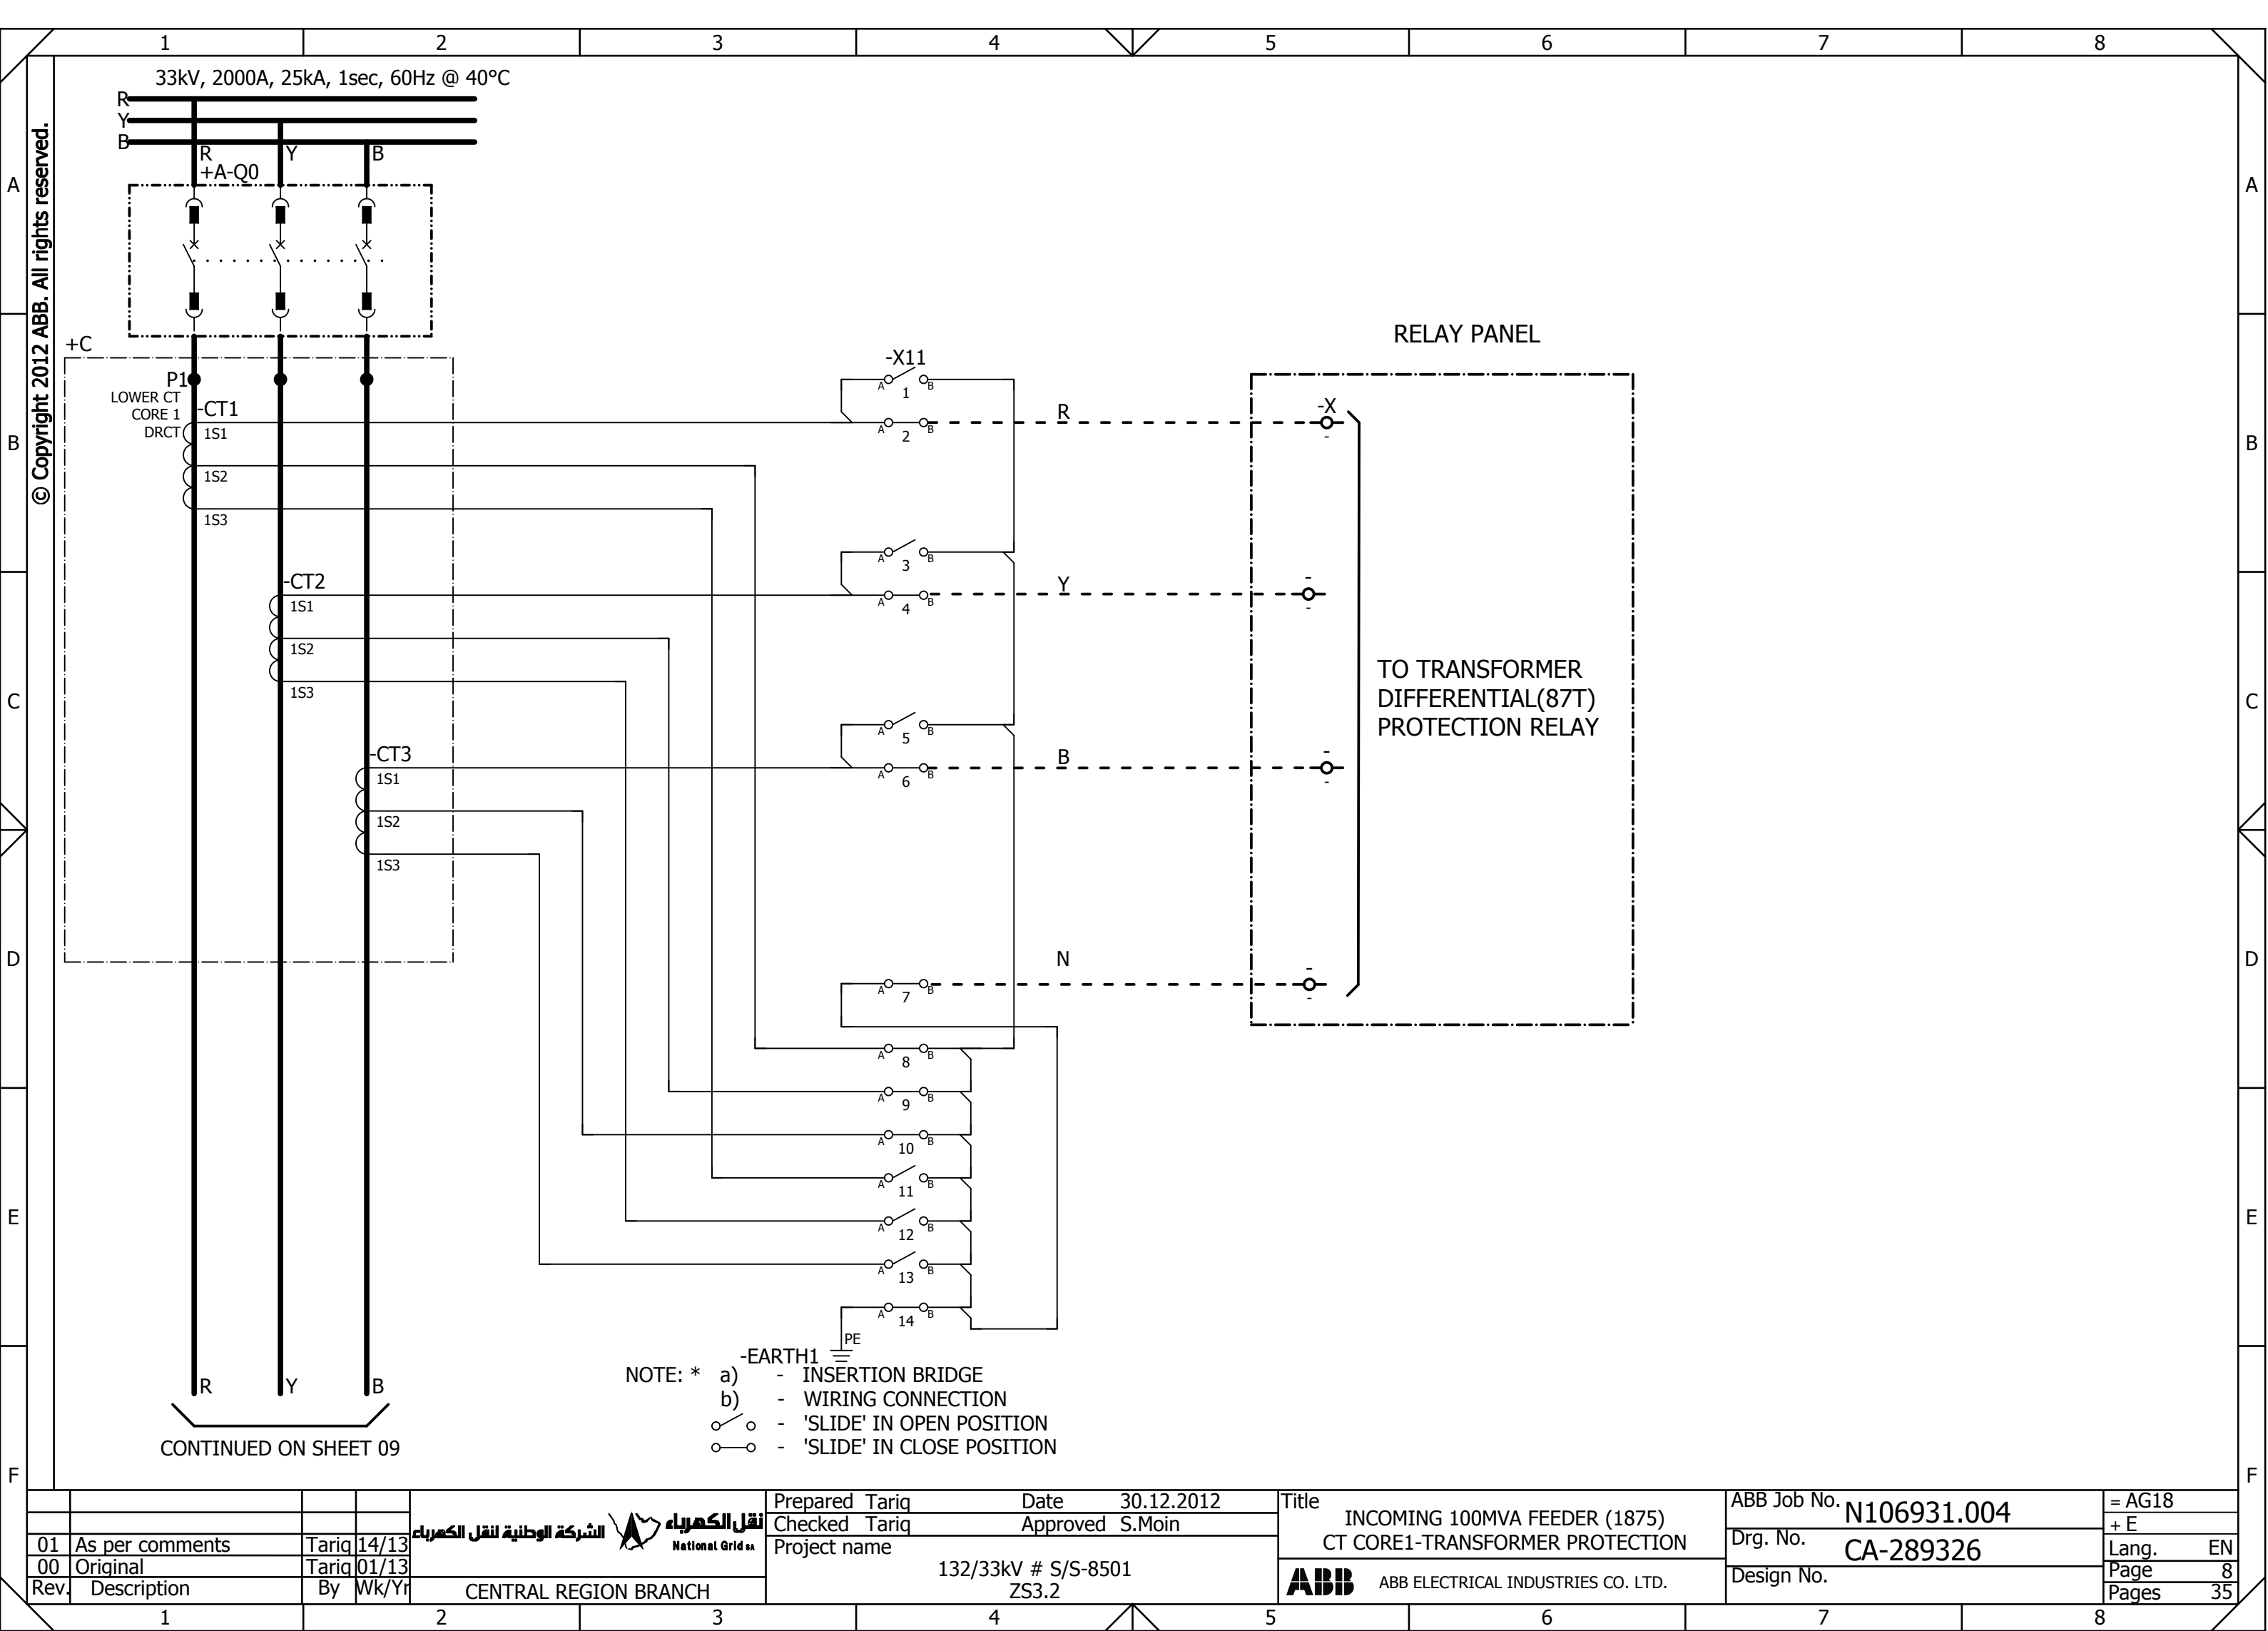 1 2 3 4 5 6 7 8
33kV, 2000A, 25kA, 1sec, 60Hz @ 40°C
R
Y
B
R Y B
+A-Q0
A A
© Copyright 2012 ABB. All rights reserved.
+C
P1
LOWER CT
CORE 1
DRCT
-CT1
1S1
1S2
1S3
-CT2
1S1
1S2
1S3
-CT3
1S1
1S2
1S3
B B
C C
D D
E E
F F
-X11
A 1 B
A 2 B
A 3 B
A 4 B
A 5 B
A 6 B
A 7 B
A 8 B
A 9 B
A 10 B
A 11 B
A 12 B
A 13 B
A 14 B
PE
-EARTH1
R
Y
B
N
RELAY PANEL
-X
-
-
-
-
-
-
-
TO TRANSFORMER
DIFFERENTIAL(87T)
PROTECTION RELAY
R Y B
CONTINUED ON SHEET 09
NOTE: * a) - INSERTION BRIDGE
b) - WIRING CONNECTION
- 'SLIDE' IN OPEN POSITION
- 'SLIDE' IN CLOSE POSITION
01 As per comments Tariq 14/13
00 Original Tariq 01/13
Rev. Description By Wk/Yr
الشركة الوطنية لنقل الكهرباء
نقل الكهرباء
National Grid SA
CENTRAL REGION BRANCH
Prepared Tariq Date 30.12.2012
Checked Tariq Approved S.Moin
Project name
132/33kV # S/S-8501
ZS3.2
Title
INCOMING 100MVA FEEDER (1875)
CT CORE1-TRANSFORMER PROTECTION
ABB ABB ELECTRICAL INDUSTRIES CO. LTD.
ABB Job No. N106931.004
Drg. No. CA-289326
Design No.
= AG18
+ E
Lang. EN
Page 8
Pages 35
1 2 3 4 5 6 7 8